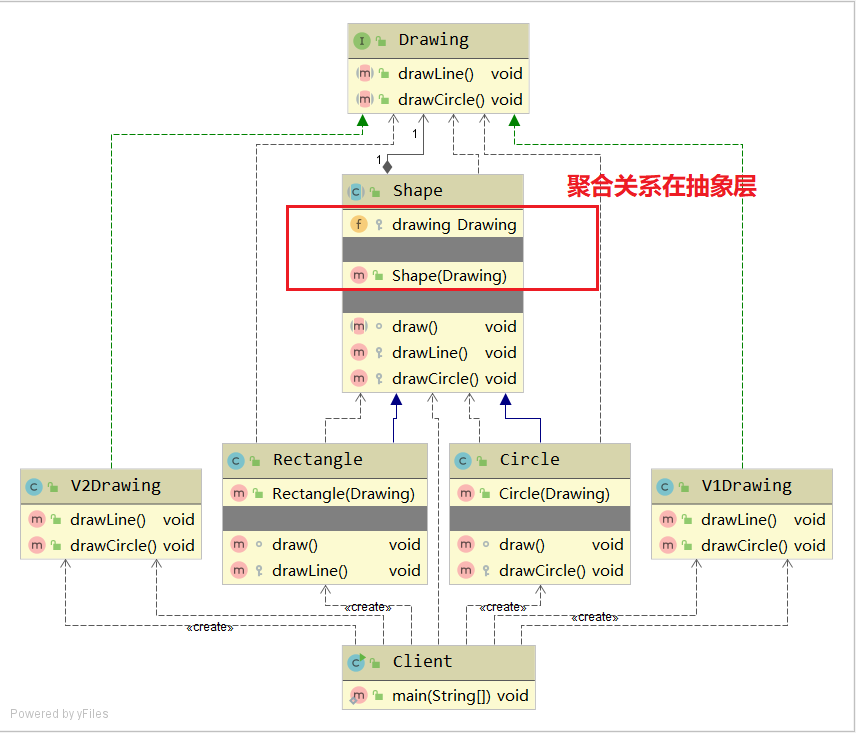 I Drawing
m drawLine() void
m drawCircle() void
1
1
C Shape
聚合关系在抽象层
f drawing Drawing
m Shape(Drawing)
m draw() void
m drawLine() void
m drawCircle() void
C Rectangle
m Rectangle(Drawing)
m draw() void
m drawLine() void
C Circle
m Circle(Drawing)
m draw() void
m drawCircle() void
C V2Drawing
m drawLine() void
m drawCircle() void
C V1Drawing
m drawLine() void
m drawCircle() void
«create»
«create»
«create»
«create»
C Client
m main(String[]) void
Powered by yFiles